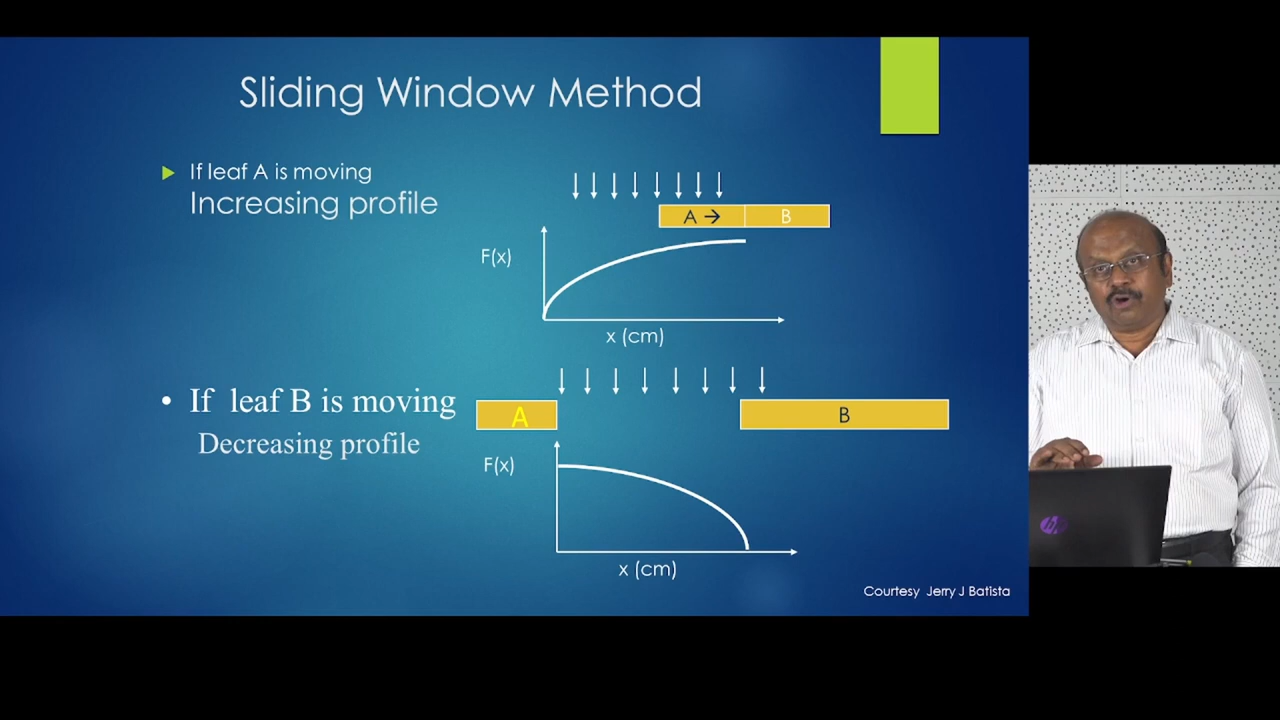 Sliding Window Method
If leaf A is moving
Increasing profile
A → B
F(x)
x (cm)
• If leaf B is moving
Decreasing profile
A B
F(x)
x (cm)
Courtesy Jerry J Batista
hp